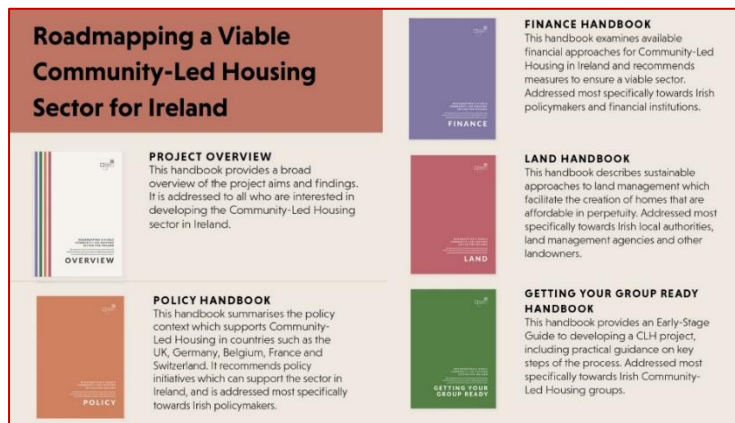 Roadmapping a Viable
Community-Led Housing
Sector for Ireland
PROJECT OVERVIEW
This handbook provides a broad
overview of the project aims and findings.
It is addressed to all who are interested in
developing the Community-Led Housing
sector in Ireland.
OVERVIEW
POLICY HANDBOOK
This handbook summarises the policy
context which supports Community-
Led Housing in countries such as the
UK, Germany, Belgium, France and
Switzerland. It recommends policy
initiatives which can support the sector in
Ireland, and is addressed most specifically
towards Irish policymakers.
POLICY
FINANCE HANDBOOK
This handbook examines available
financial approaches for Community-Led
Housing in Ireland and recommends
measures to ensure a viable sector.
Addressed most specifically towards Irish
policymakers and financial institutions.
FINANCE
LAND HANDBOOK
This handbook describes sustainable
approaches to land management which
facilitate the creation of homes that are
affordable in perpetuity. Addressed most
specifically towards Irish local authorities,
land management agencies and other
landowners.
LAND
GETTING YOUR GROUP READY
HANDBOOK
This handbook provides an Early-Stage
Guide to developing a CLH project,
including practical guidance on key
steps of the process. Addressed most
specifically towards Irish Community-
Led Housing groups.
GETTING YOUR
GROUP READY